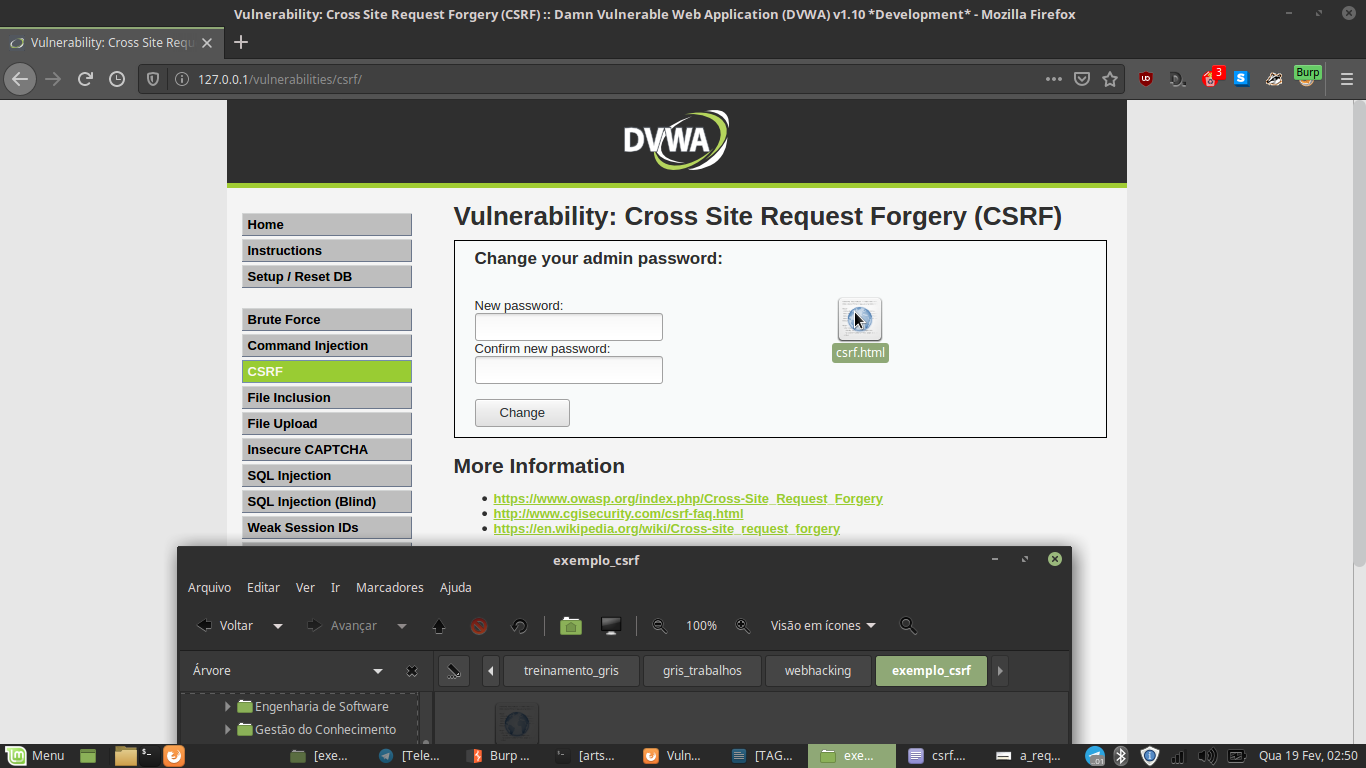 Vulnerability: Cross Site Request Forgery (CSRF) :: Damn Vulnerable Web Application (DVWA) v1.10 *Development* - Mozilla Firefox
Vulnerability: Cross Site Requ
127.0.0.1/vulnerabilities/csrf/
UD
D
3
S
Burp
DVWA
Home
Instructions
Setup / Reset DB
Brute Force
Command Injection
CSRF
File Inclusion
File Upload
Insecure CAPTCHA
SQL Injection
SQL Injection (Blind)
Weak Session IDs
Vulnerability: Cross Site Request Forgery (CSRF)
Change your admin password:
New password:
Confirm new password:
Change
csrf.html
More Information
https://www.owasp.org/index.php/Cross-Site_Request_Forgery
http://www.cgisecurity.com/csrf-faq.html
https://en.wikipedia.org/wiki/Cross-site_request_forgery
exemplo_csrf
Arquivo Editar Ver Ir Marcadores Ajuda
Voltar Avançar 100% Visão em ícones
Árvore treinamento_gris gris_trabalhos webhacking exemplo_csrf
Engenharia de Software
Gestão do Conhecimento
Menu [exe... [Tele... Burp ... [arts... Vuln... [TAG... exe... csrf.... a_req... .01 Qua 19 Fev, 02:50